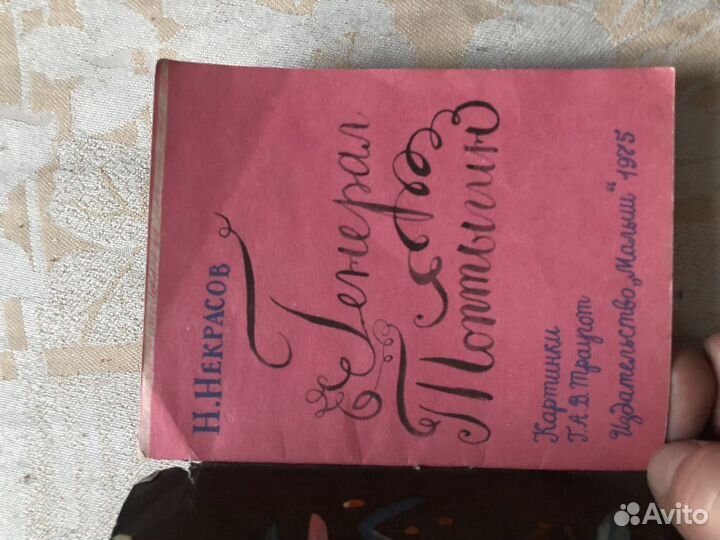 Н. НЕКРАСОВ
Генерал
Топтыгин
Картинки
Г.А.В. Траугот
Издательство „Малыш“ 1975
Avito